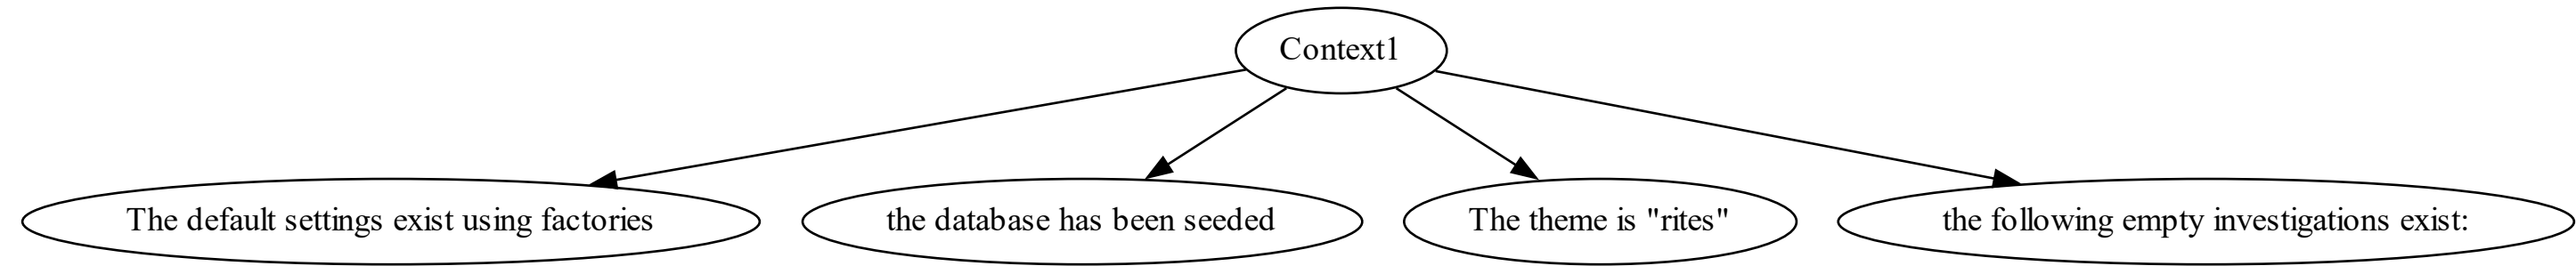 Context1
The default settings exist using factories
the database has been seeded
The theme is "rites"
the following empty investigations exist: